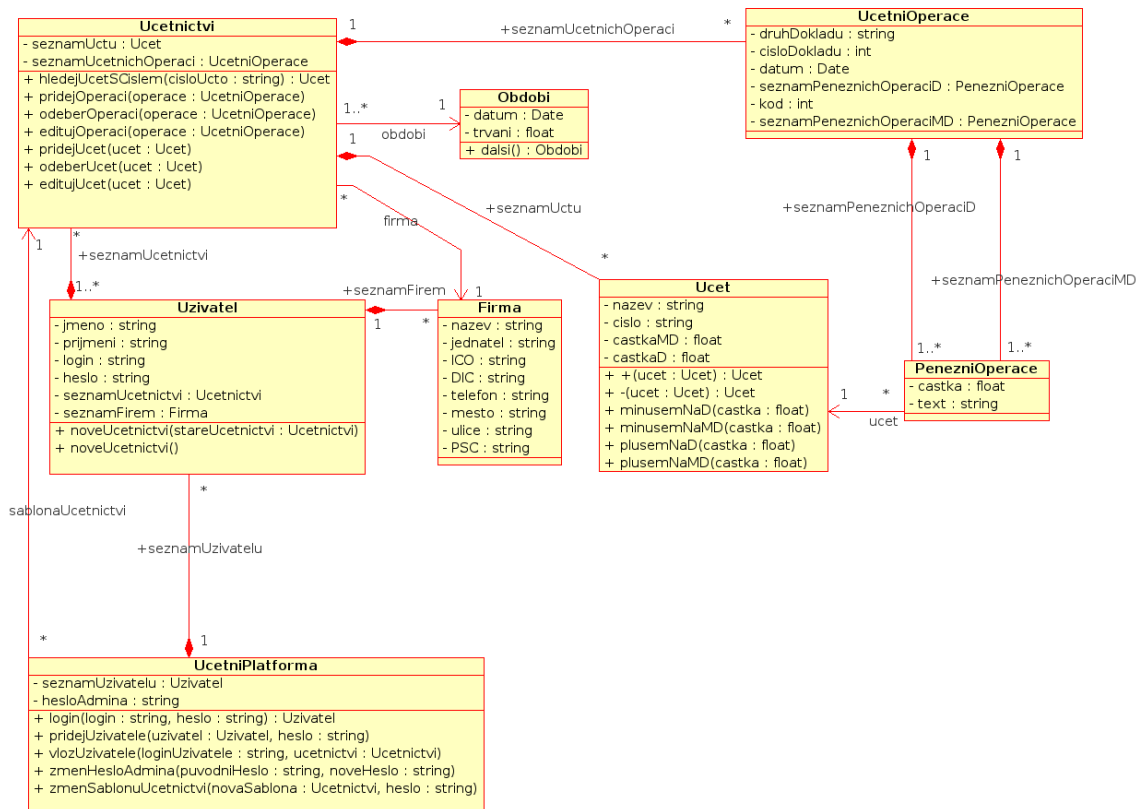 Ucetnictvi
- seznamUctu : Ucet
- seznamUcetnichOperaci : UcetniOperace
+ hledejUcetSCislem(cisloUcto : string) : Ucet
+ pridejOperaci(operace : UcetniOperace)
+ odeberOperaci(operace : UcetniOperace)
+ editujOperaci(operace : UcetniOperace)
+ pridejUcet(ucet : Ucet)
+ odeberUcet(ucet : Ucet)
+ editujUcet(ucet : Ucet)
1
+seznamUcetnichOperaci
*
UcetniOperace
- druhDokladu : string
- cisloDokladu : int
- datum : Date
- seznamPeneznichOperaciD : PenezniOperace
- kod : int
- seznamPeneznichOperaciMD : PenezniOperace
1..*
obdobi
1
Obdobi
- datum : Date
- trvani : float
+ dalsi() : Obdobi
1
+seznamUctu
*
*
firma
1
1
+seznamPeneznichOperaciD
1..*
1
+seznamPeneznichOperaciMD
1..*
1
*
+seznamUcetnictvi
1..*
Uzivatel
- jmeno : string
- prijmeni : string
- login : string
- heslo : string
- seznamUcetnictvi : Ucetnictvi
- seznamFirem : Firma
+ noveUcetnictvi(stareUcetnictvi : Ucetnictvi)
+ noveUcetnictvi()
+seznamFirem
1
*
Firma
- nazev : string
- jednatel : string
- ICO : string
- DIC : string
- telefon : string
- mesto : string
- ulice : string
- PSC : string
Ucet
- nazev : string
- cislo : string
- castkaMD : float
- castkaD : float
+ +(ucet : Ucet) : Ucet
+ -(ucet : Ucet) : Ucet
+ minusemNaD(castka : float)
+ minusemNaMD(castka : float)
+ plusemNaD(castka : float)
+ plusemNaMD(castka : float)
1
*
ucet
PenezniOperace
- castka : float
- text : string
sablonaUcetnictvi
*
*
+seznamUzivatelu
1
UcetniPlatforma
- seznamUzivatelu : Uzivatel
- hesloAdmina : string
+ login(login : string, heslo : string) : Uzivatel
+ pridejUzivatele(uzivatel : Uzivatel, heslo : string)
+ vlozUzivatele(loginUzivatele : string, ucetnictvi : Ucetnictvi)
+ zmenHesloAdmina(puvodniHeslo : string, noveHeslo : string)
+ zmenSablonuUcetnictvi(novaSablona : Ucetnictvi, heslo : string)